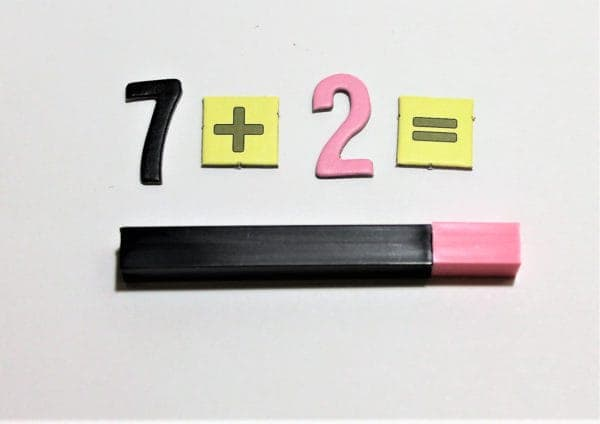 7 + 2 =